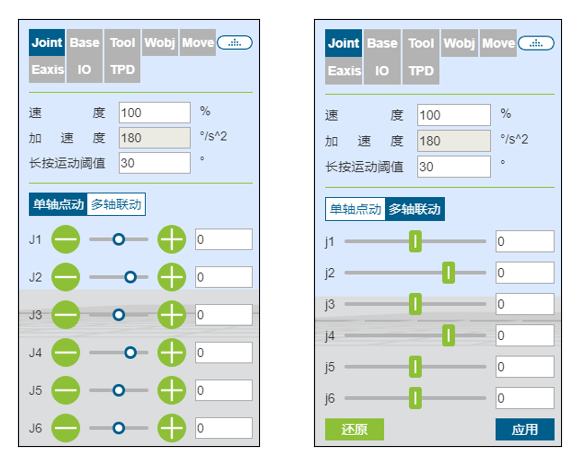 Joint Base Tool Wobj Move
Eaxis IO TPD
速 度 100 %
加 速 度 180 °/s^2
长按运动阈值 30 °
单轴点动 多轴联动
J1 0
J2 0
J3 0
J4 0
J5 0
J6 0
Joint Base Tool Wobj Move
Eaxis IO TPD
速 度 100 %
加 速 度 180 °/s^2
长按运动阈值 30 °
单轴点动 多轴联动
j1 0
j2 0
j3 0
j4 0
j5 0
j6 0
还原 应用